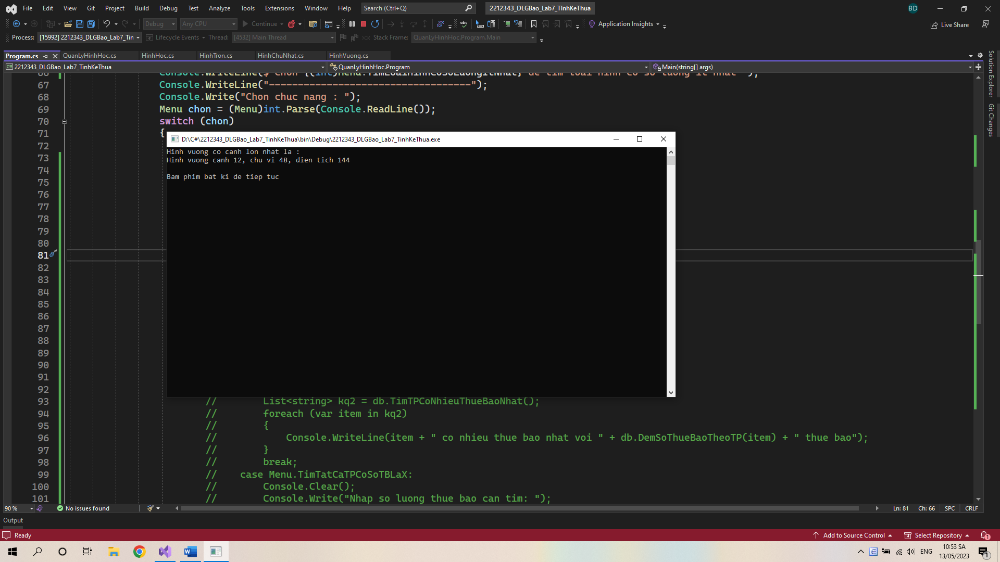 File Edit View Git Project Build Debug Test Analyze Tools Extensions Window Help Search (Ctrl+Q) 2212343_DLGBao_Lab7_TinhKeThua BD
Debug Any CPU Continue Application Insights Live Share
Process: [15992] 2212343_DLGBao_Lab7_Tin Lifecycle Events Thread: [4532] Main Thread Stack Frame: QuanLyHinhHoc.Program.Main
Program.cs QuanLyHinhHoc.cs HinhHoc.cs HinhTron.cs HinhChuNhat.cs HinhVuong.cs
2212343_DLGBao_Lab7_TinhKeThua QuanLyHinhHoc.Program Main(string[] args)
Solution Explorer
Git Changes
66 Console.WriteLine($"Chon {(int)Menu.TimLoaiHinhCoSoLuongItNhat} de tim loai hinh co so luong it nhat ");
67 Console.WriteLine("-----------------------------------");
68 Console.Write("Chon chuc nang : ");
69 Menu chon = (Menu)int.Parse(Console.ReadLine());
70 switch (chon)
71 {
D:\C#\2212343_DLGBao_Lab7_TinhKeThua\bin\Debug\2212343_DLGBao_Lab7_TinhKeThua.exe
Hinh vuong co canh lon nhat la :
Hinh vuong canh 12, chu vi 48, dien tich 144
Bam phim bat ki de tiep tuc
72
73
74
75
76
77
78
79
80
81
82
83
84
85
86
87
88
89
90
91
92
93 // List<string> kq2 = db.TimTPCoNhieuThueBaoNhat();
94 // foreach (var item in kq2)
95 // {
96 // Console.WriteLine(item + " co nhieu thue bao nhat voi " + db.DemSoThueBaoTheoTP(item) + " thue bao");
97 // }
98 // break;
99 // case Menu.TimTatCaTPCoSoTBLaX:
100 // Console.Clear();
101 // Console.Write("Nhap so luong thue bao can tim: ");
90 % No issues found Ln: 81 Ch: 66 SPC CRLF
Output
Ready Add to Source Control Select Repository 1
ENG 10:53 SA
13/05/2023 1